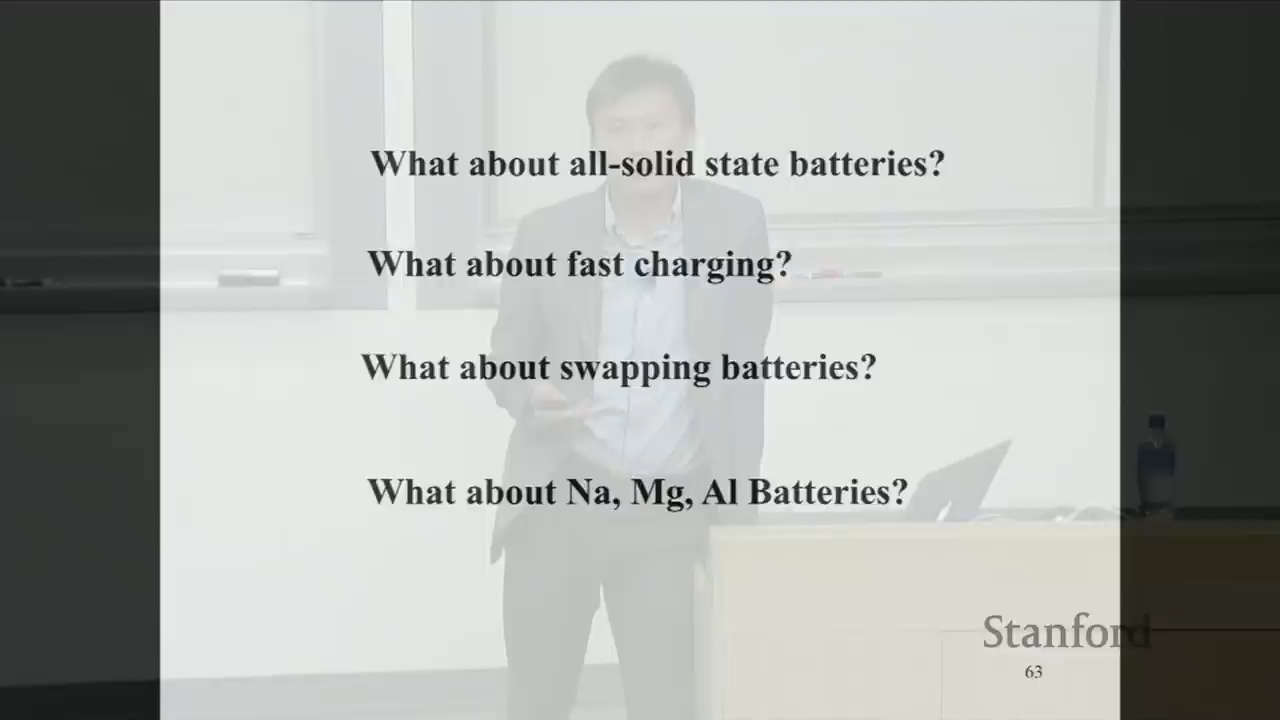 What about all-solid state batteries?
What about fast charging?
What about swapping batteries?
What about Na, Mg, Al Batteries?
Stanford
63